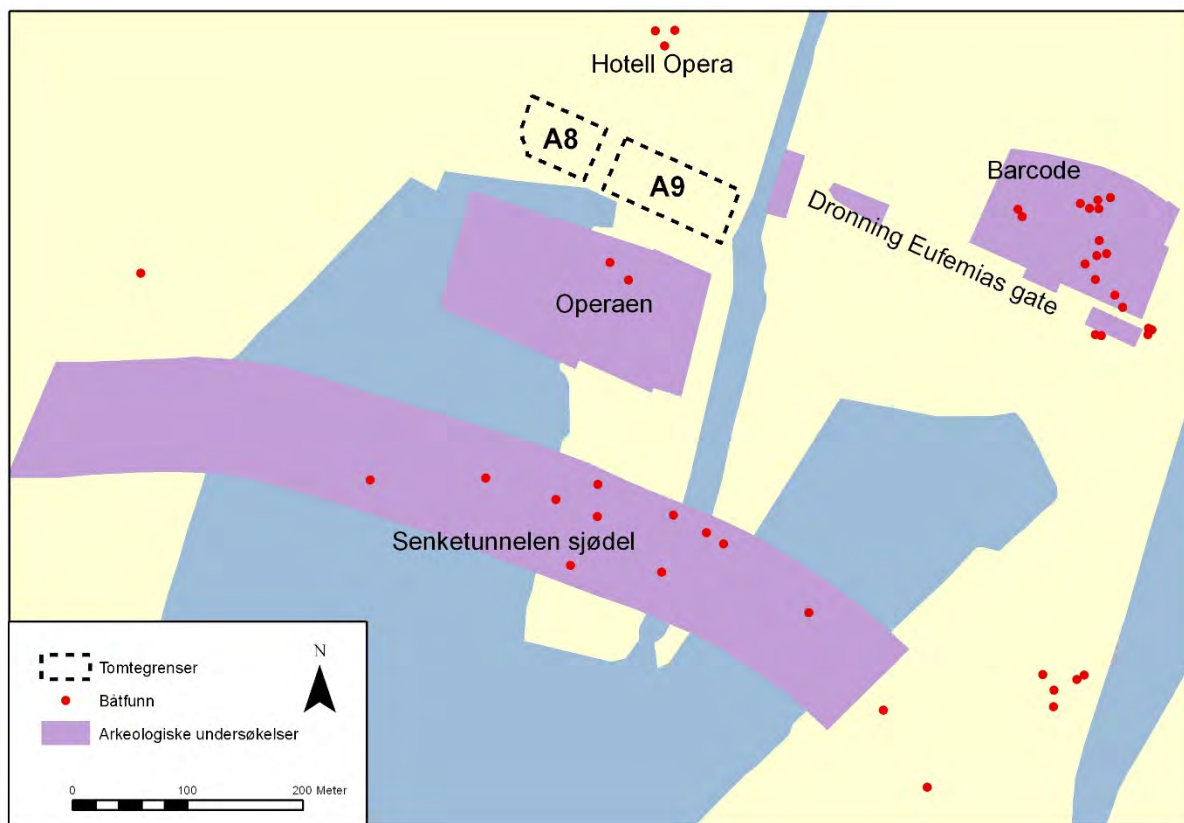 Hotell Opera
A8
A9
Barcode
Dronning Eufemias gate
Operaen
Senketunnelen sjødel
N
Tomtegrenser
Båtfunn
Arkeologiske undersøkelser
0 100 200 Meter